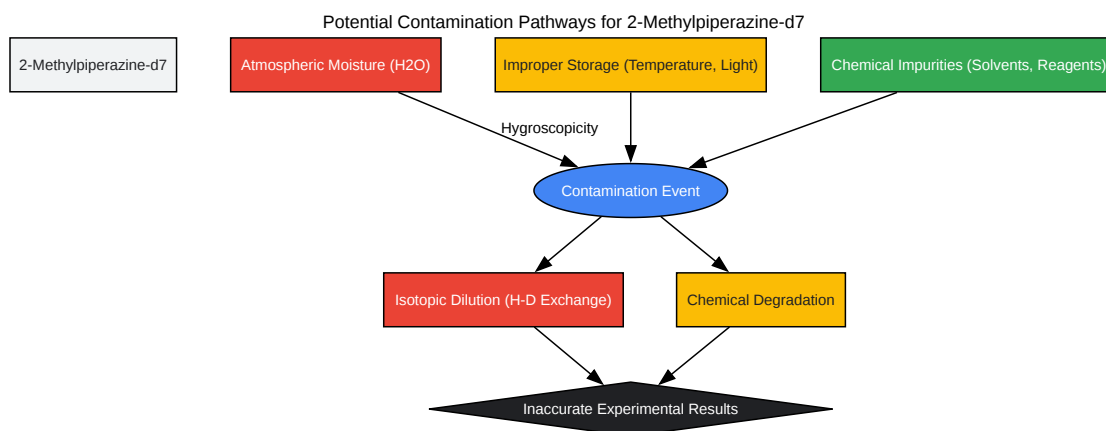 Potential Contamination Pathways for 2-Methylpiperazine-d7
2-Methylpiperazine-d7
Atmospheric Moisture (H2O)
Improper Storage (Temperature, Light)
Chemical Impurities (Solvents, Reagents)
Hygroscopicity
Contamination Event
Isotopic Dilution (H-D Exchange)
Chemical Degradation
Inaccurate Experimental Results